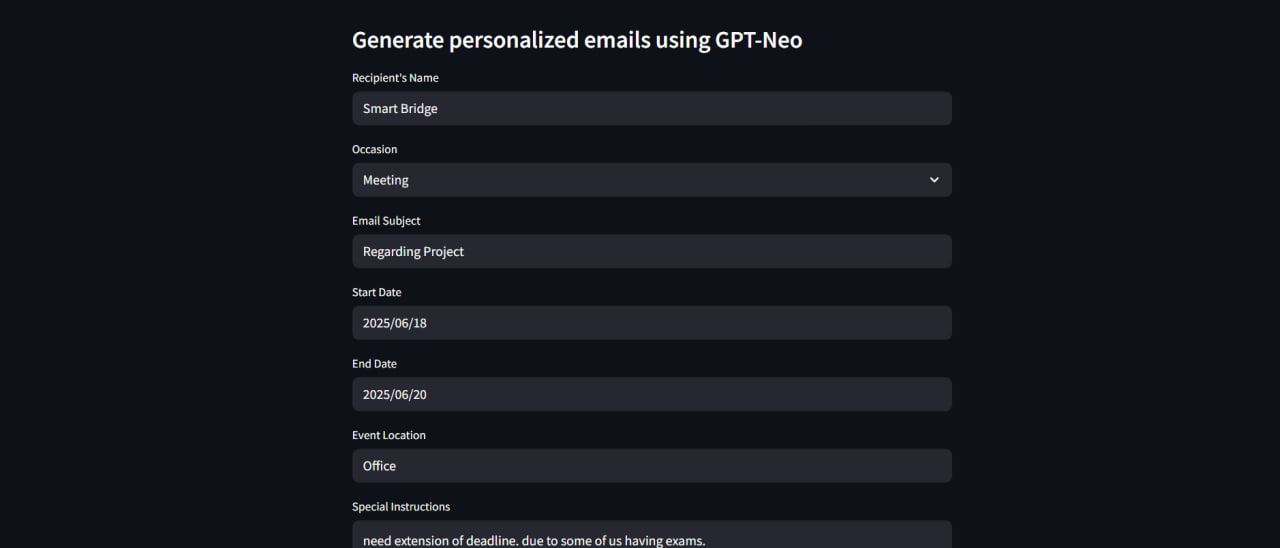 Generate personalized emails using GPT-Neo
Recipient's Name
Smart Bridge
Occasion
Meeting
Email Subject
Regarding Project
Start Date
2025/06/18
End Date
2025/06/20
Event Location
Office
Special Instructions
need extension of deadline. due to some of us having exams.